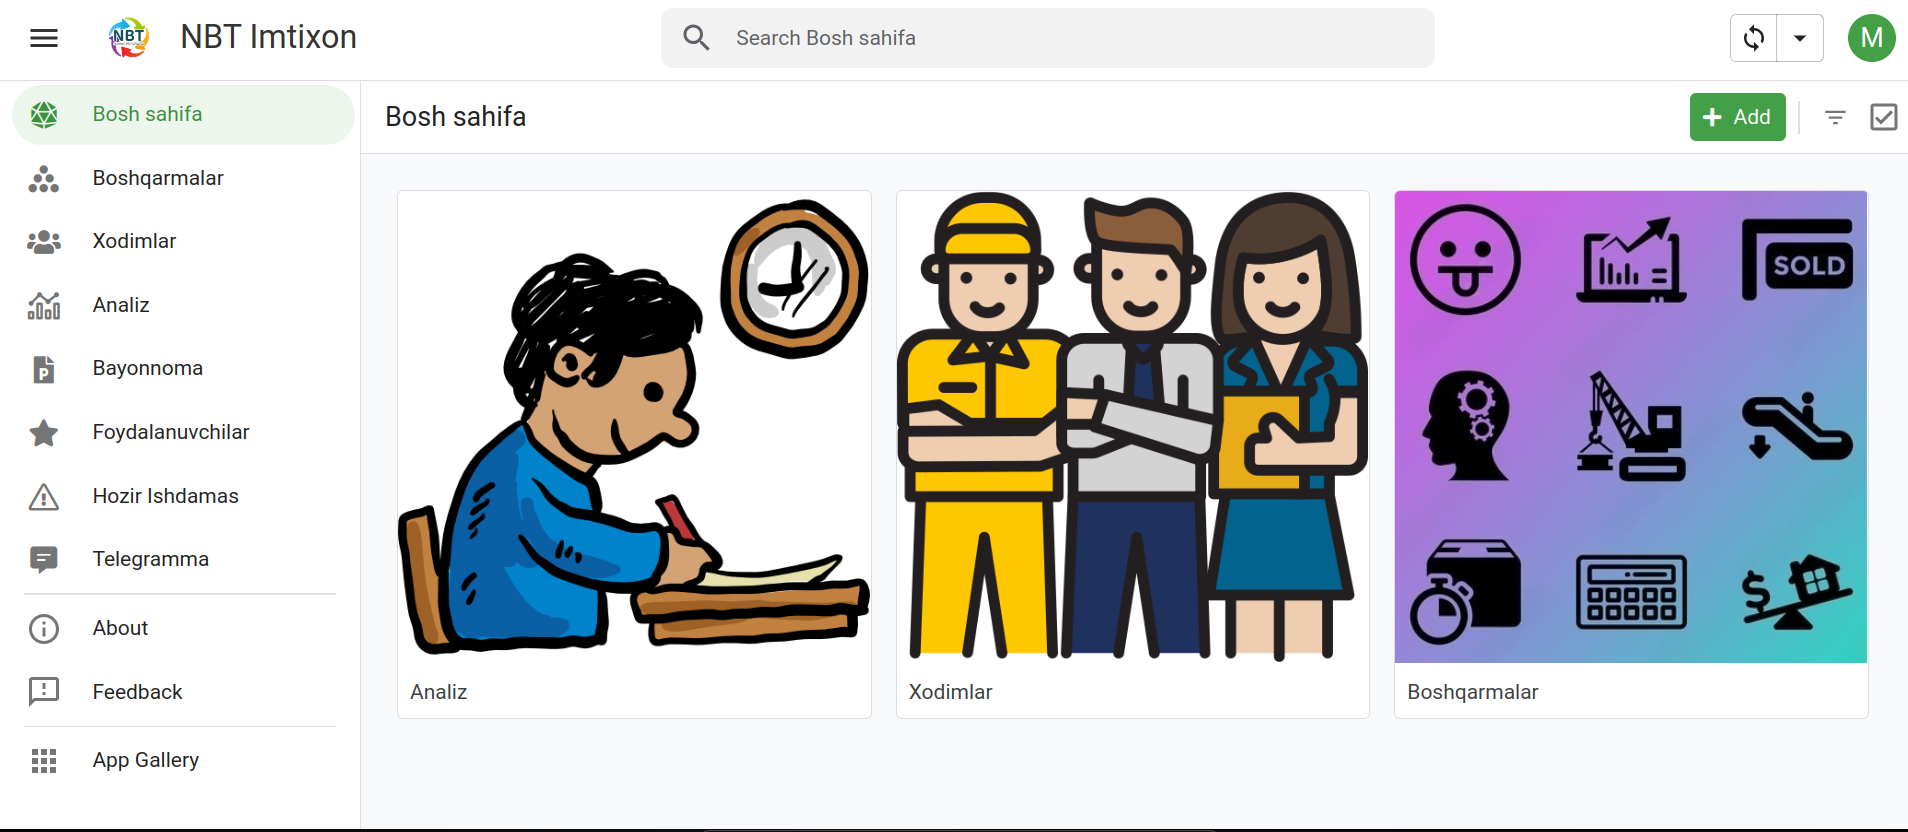 NBT
NBT Imtixon
Search Bosh sahifa
M
Bosh sahifa
Boshqarmalar
Xodimlar
Analiz
Bayonnoma
Foydalanuvchilar
Hozir Ishdamas
Telegramma
About
Feedback
App Gallery
Bosh sahifa
Add
SOLD
$
Analiz
Xodimlar
Boshqarmalar